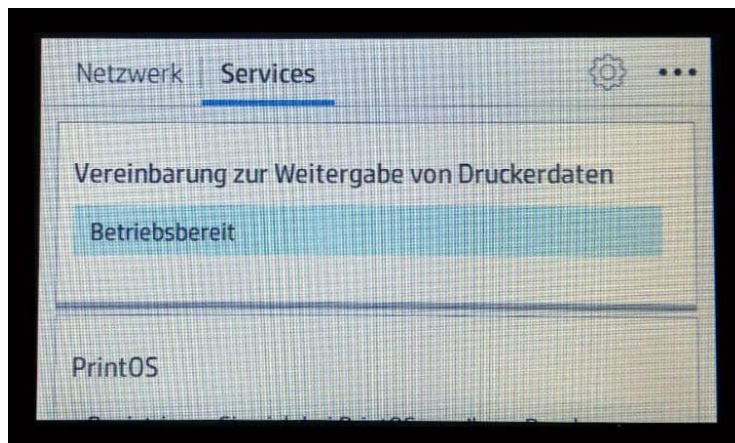 Netzwerk | Services
Vereinbarung zur Weitergabe von Druckerdaten
Betriebsbereit
PrintOS